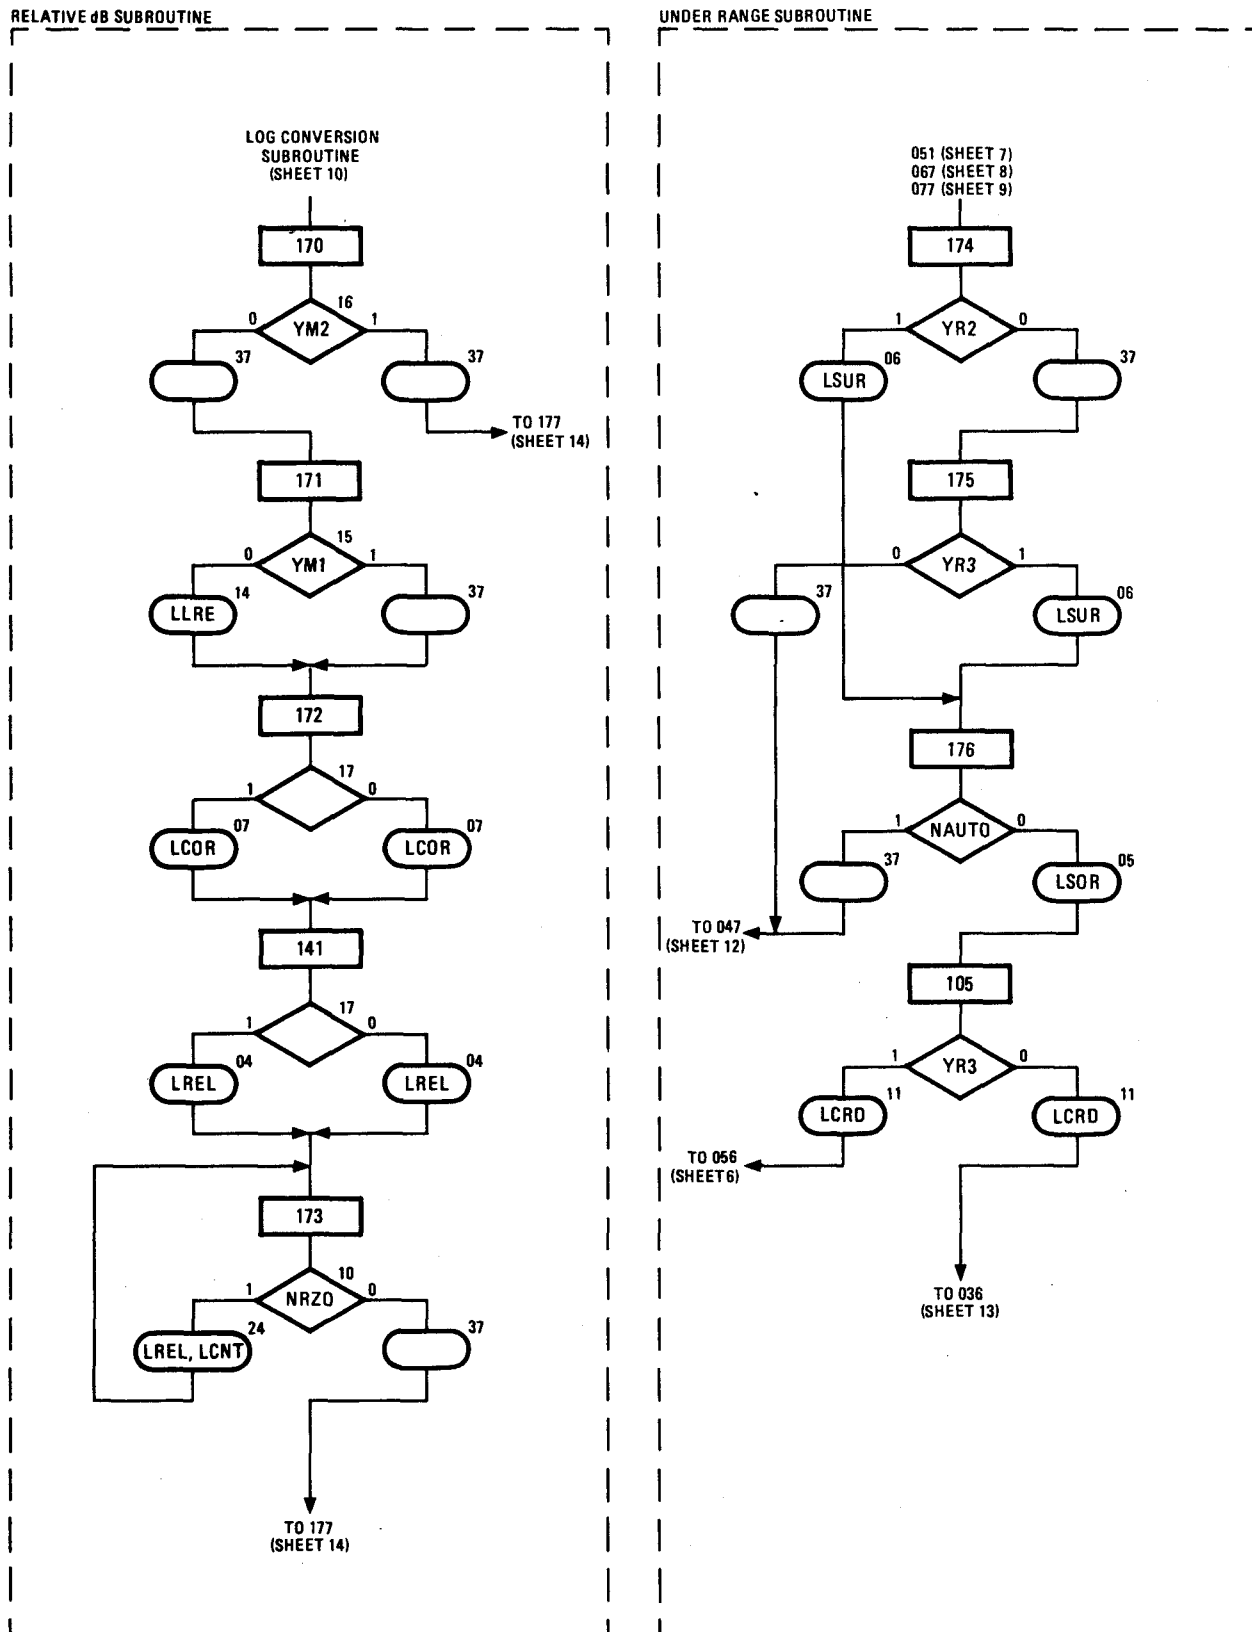 RELATIVE dB SUBROUTINE
LOG CONVERSION
SUBROUTINE
(SHEET 10)
170
16
0 YM2 1
37
37
TO 177
(SHEET 14)
171
15
0 YM1 1
14
LLRE
37
172
17
1 0
07
LCOR
07
LCOR
141
17
1 0
04
LREL
04
LREL
173
10
1 NRZO 0
24
LREL, LCNT
37
TO 177
(SHEET 14)
UNDER RANGE SUBROUTINE
051 (SHEET 7)
067 (SHEET 8)
077 (SHEET 9)
174
1 YR2 0
06
LSUR
37
175
0 YR3 1
37
06
LSUR
176
1 NAUTO 0
37
05
LSOR
TO 047
(SHEET 12)
105
1 YR3 0
11
LCRD
11
LCRD
TO 056
(SHEET 6)
TO 036
(SHEET 13)